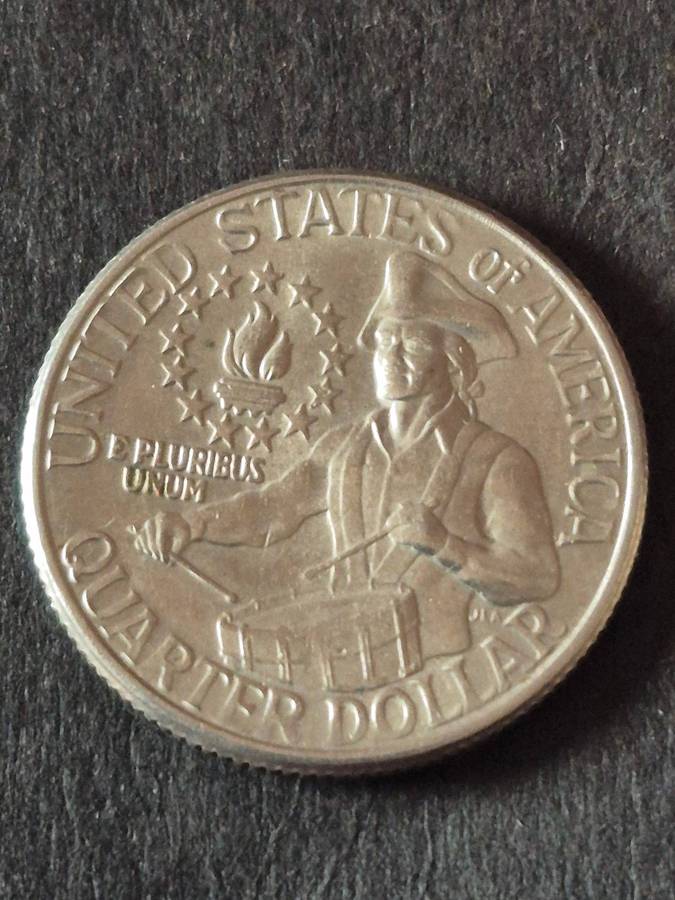 UNITED STATES OF AMERICA
E PLURIBUS
UNUM
QUARTER DOLLAR